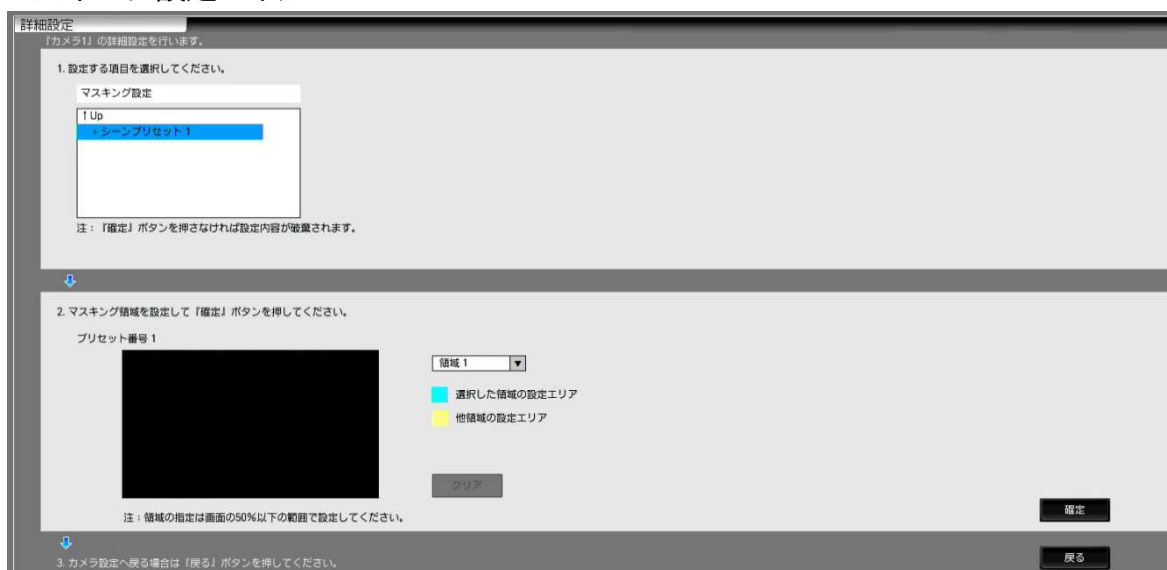 詳細設定
『カメラ1』の詳細設定を行います。
1. 設定する項目を選択してください。
マスキング設定
↑Up
+シーンプリセット 1
注：『確定』ボタンを押さなければ設定内容が破棄されます。
2. マスキング領域を設定して『確定』ボタンを押してください。
プリセット番号 1
領域 1
選択した領域の設定エリア
他領域の設定エリア
クリア
注：領域の指定は画面の50%以下の範囲で設定してください。
確定
3. カメラ設定へ戻る場合は『戻る』ボタンを押してください。
戻る